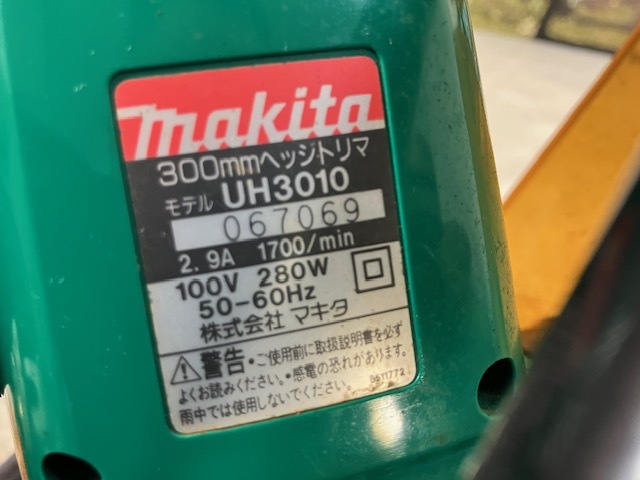 makita
300mmヘッジトリマ
モデル UH3010
067069
2.9A 1700/min
100V 280W
50-60Hz
株式会社 マキタ
警告・ご使用前に取扱説明書を必ず
よくお読みください。・感電の恐れがあります。
雨中では使用しないでください。